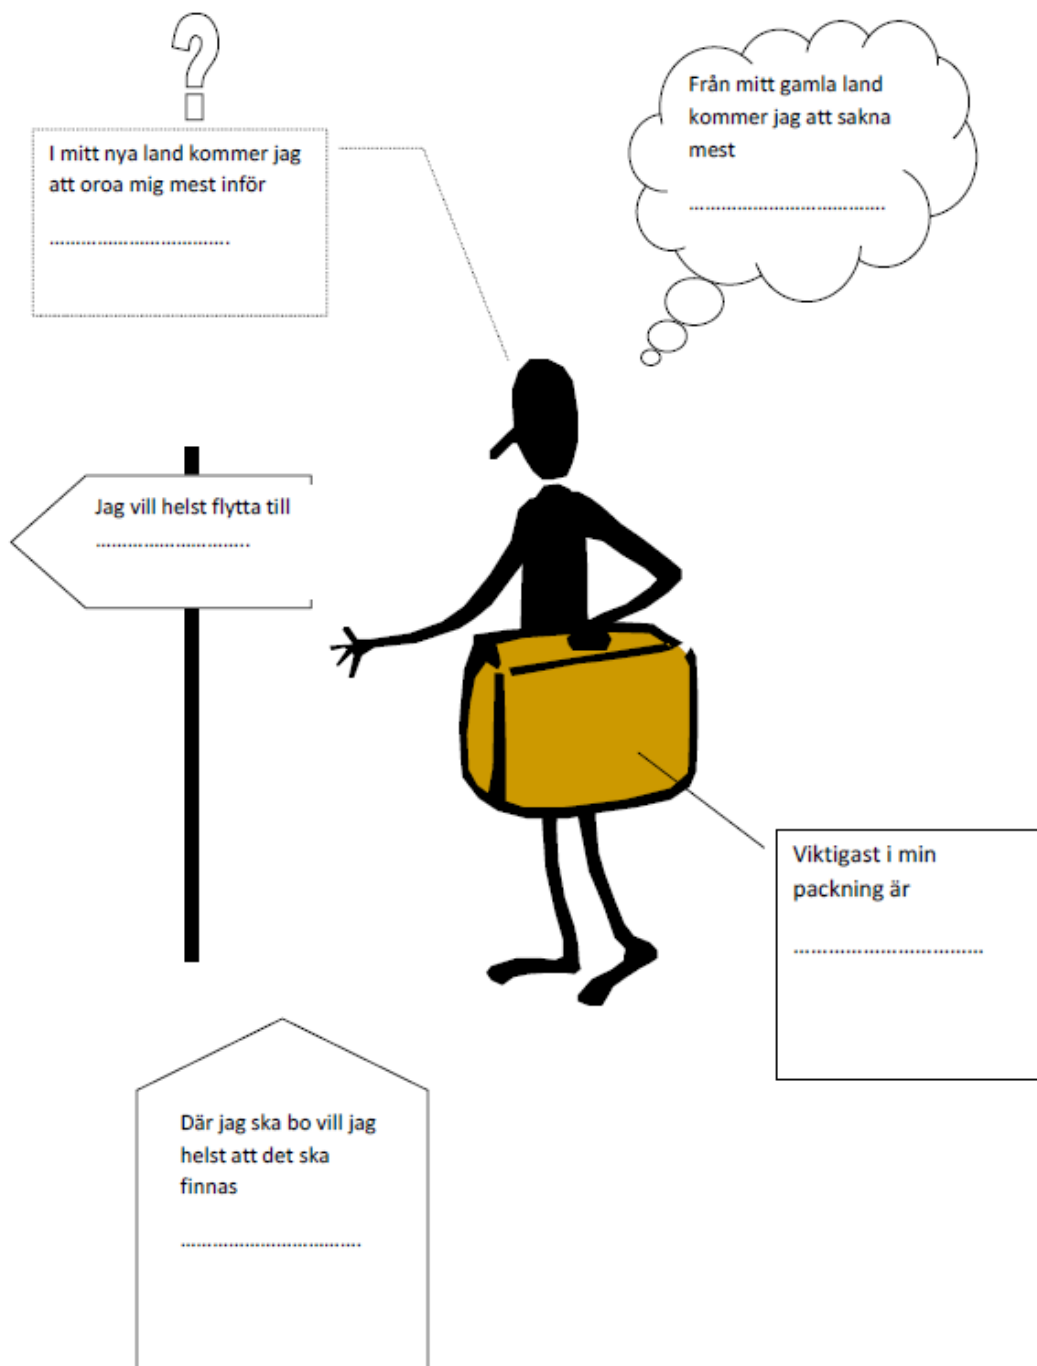 ?
I mitt nya land kommer jag
att oroa mig mest inför
……………………………….
Från mitt gamla land
kommer jag att sakna
mest
……………………………….
Jag vill helst flytta till
………………………..
Viktigast i min
packning är
………………………………
Där jag ska bo vill jag
helst att det ska
finnas
……………………………….